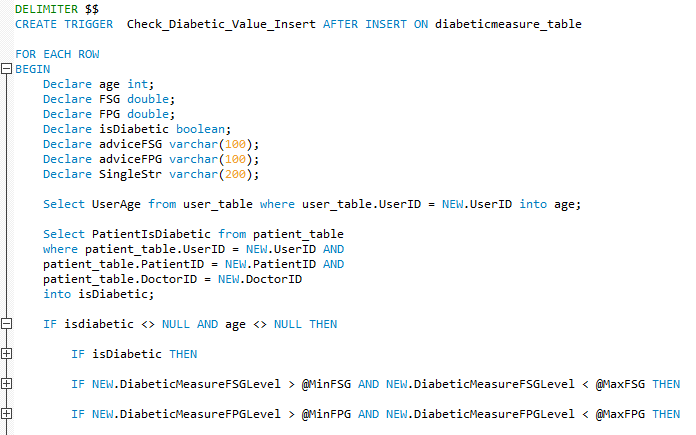 DELIMITER $$
CREATE TRIGGER  Check_Diabetic_Value_Insert AFTER INSERT ON diabeticmeasure_table
FOR EACH ROW
BEGIN
Declare age int;
Declare FSG double;
Declare FPG double;
Declare isDiabetic boolean;
Declare adviceFSG varchar(100);
Declare adviceFPG varchar(100);
Declare SingleStr varchar(200);
Select UserAge from user_table where user_table.UserID = NEW.UserID into age;
Select PatientIsDiabetic from patient_table
where patient_table.UserID = NEW.UserID AND
patient_table.PatientID = NEW.PatientID AND
patient_table.DoctorID = NEW.DoctorID
into isDiabetic;
IF isdiabetic <> NULL AND age <> NULL THEN
IF isDiabetic THEN
IF NEW.DiabeticMeasureFSGLevel > @MinFSG AND NEW.DiabeticMeasureFSGLevel < @MaxFSG THEN
IF NEW.DiabeticMeasureFPGLevel > @MinFPG AND NEW.DiabeticMeasureFPGLevel < @MaxFPG THEN